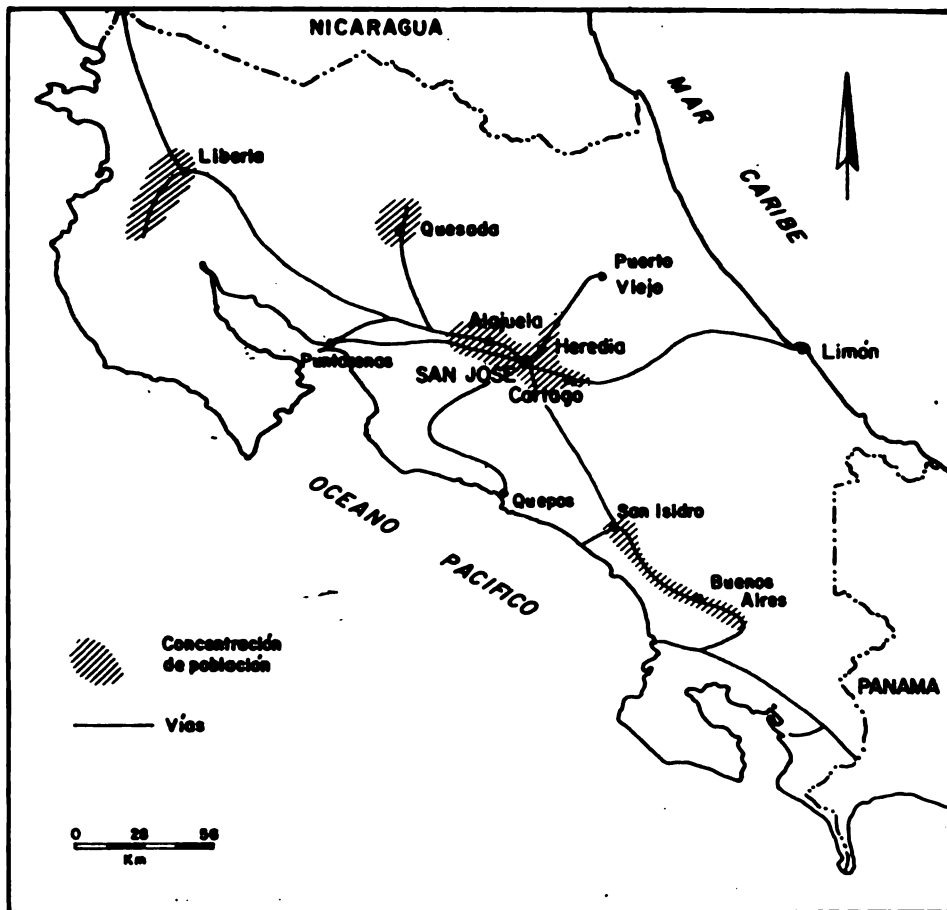 NICARAGUA
MAR
CARIBE
Liberia
Quesada
Puerto
Viejo
Alajuela
Heredia
Puntarenas
SAN JOSE
Cartago
Limón
OCEANO
PACIFICO
Quepos
San Isidro
Buenos
Aires
PANAMA
Concentración
de población
Vías
0 28 56
Km